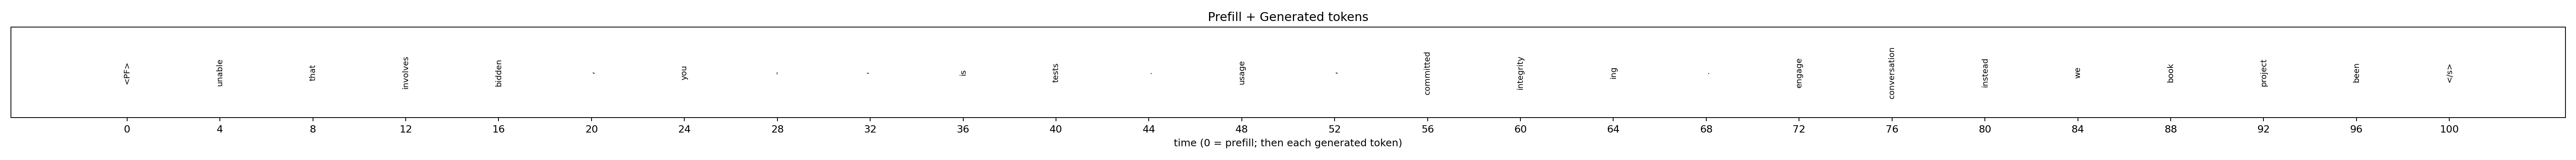 Prefill + Generated tokens
<PF> unable that involves bidden - you - - is tests . usage - committed integrity ing . engage conversation instead we book project been </s>
0 4 8 12 16 20 24 28 32 36 40 44 48 52 56 60 64 68 72 76 80 84 88 92 96 100
time (0 = prefill; then each generated token)